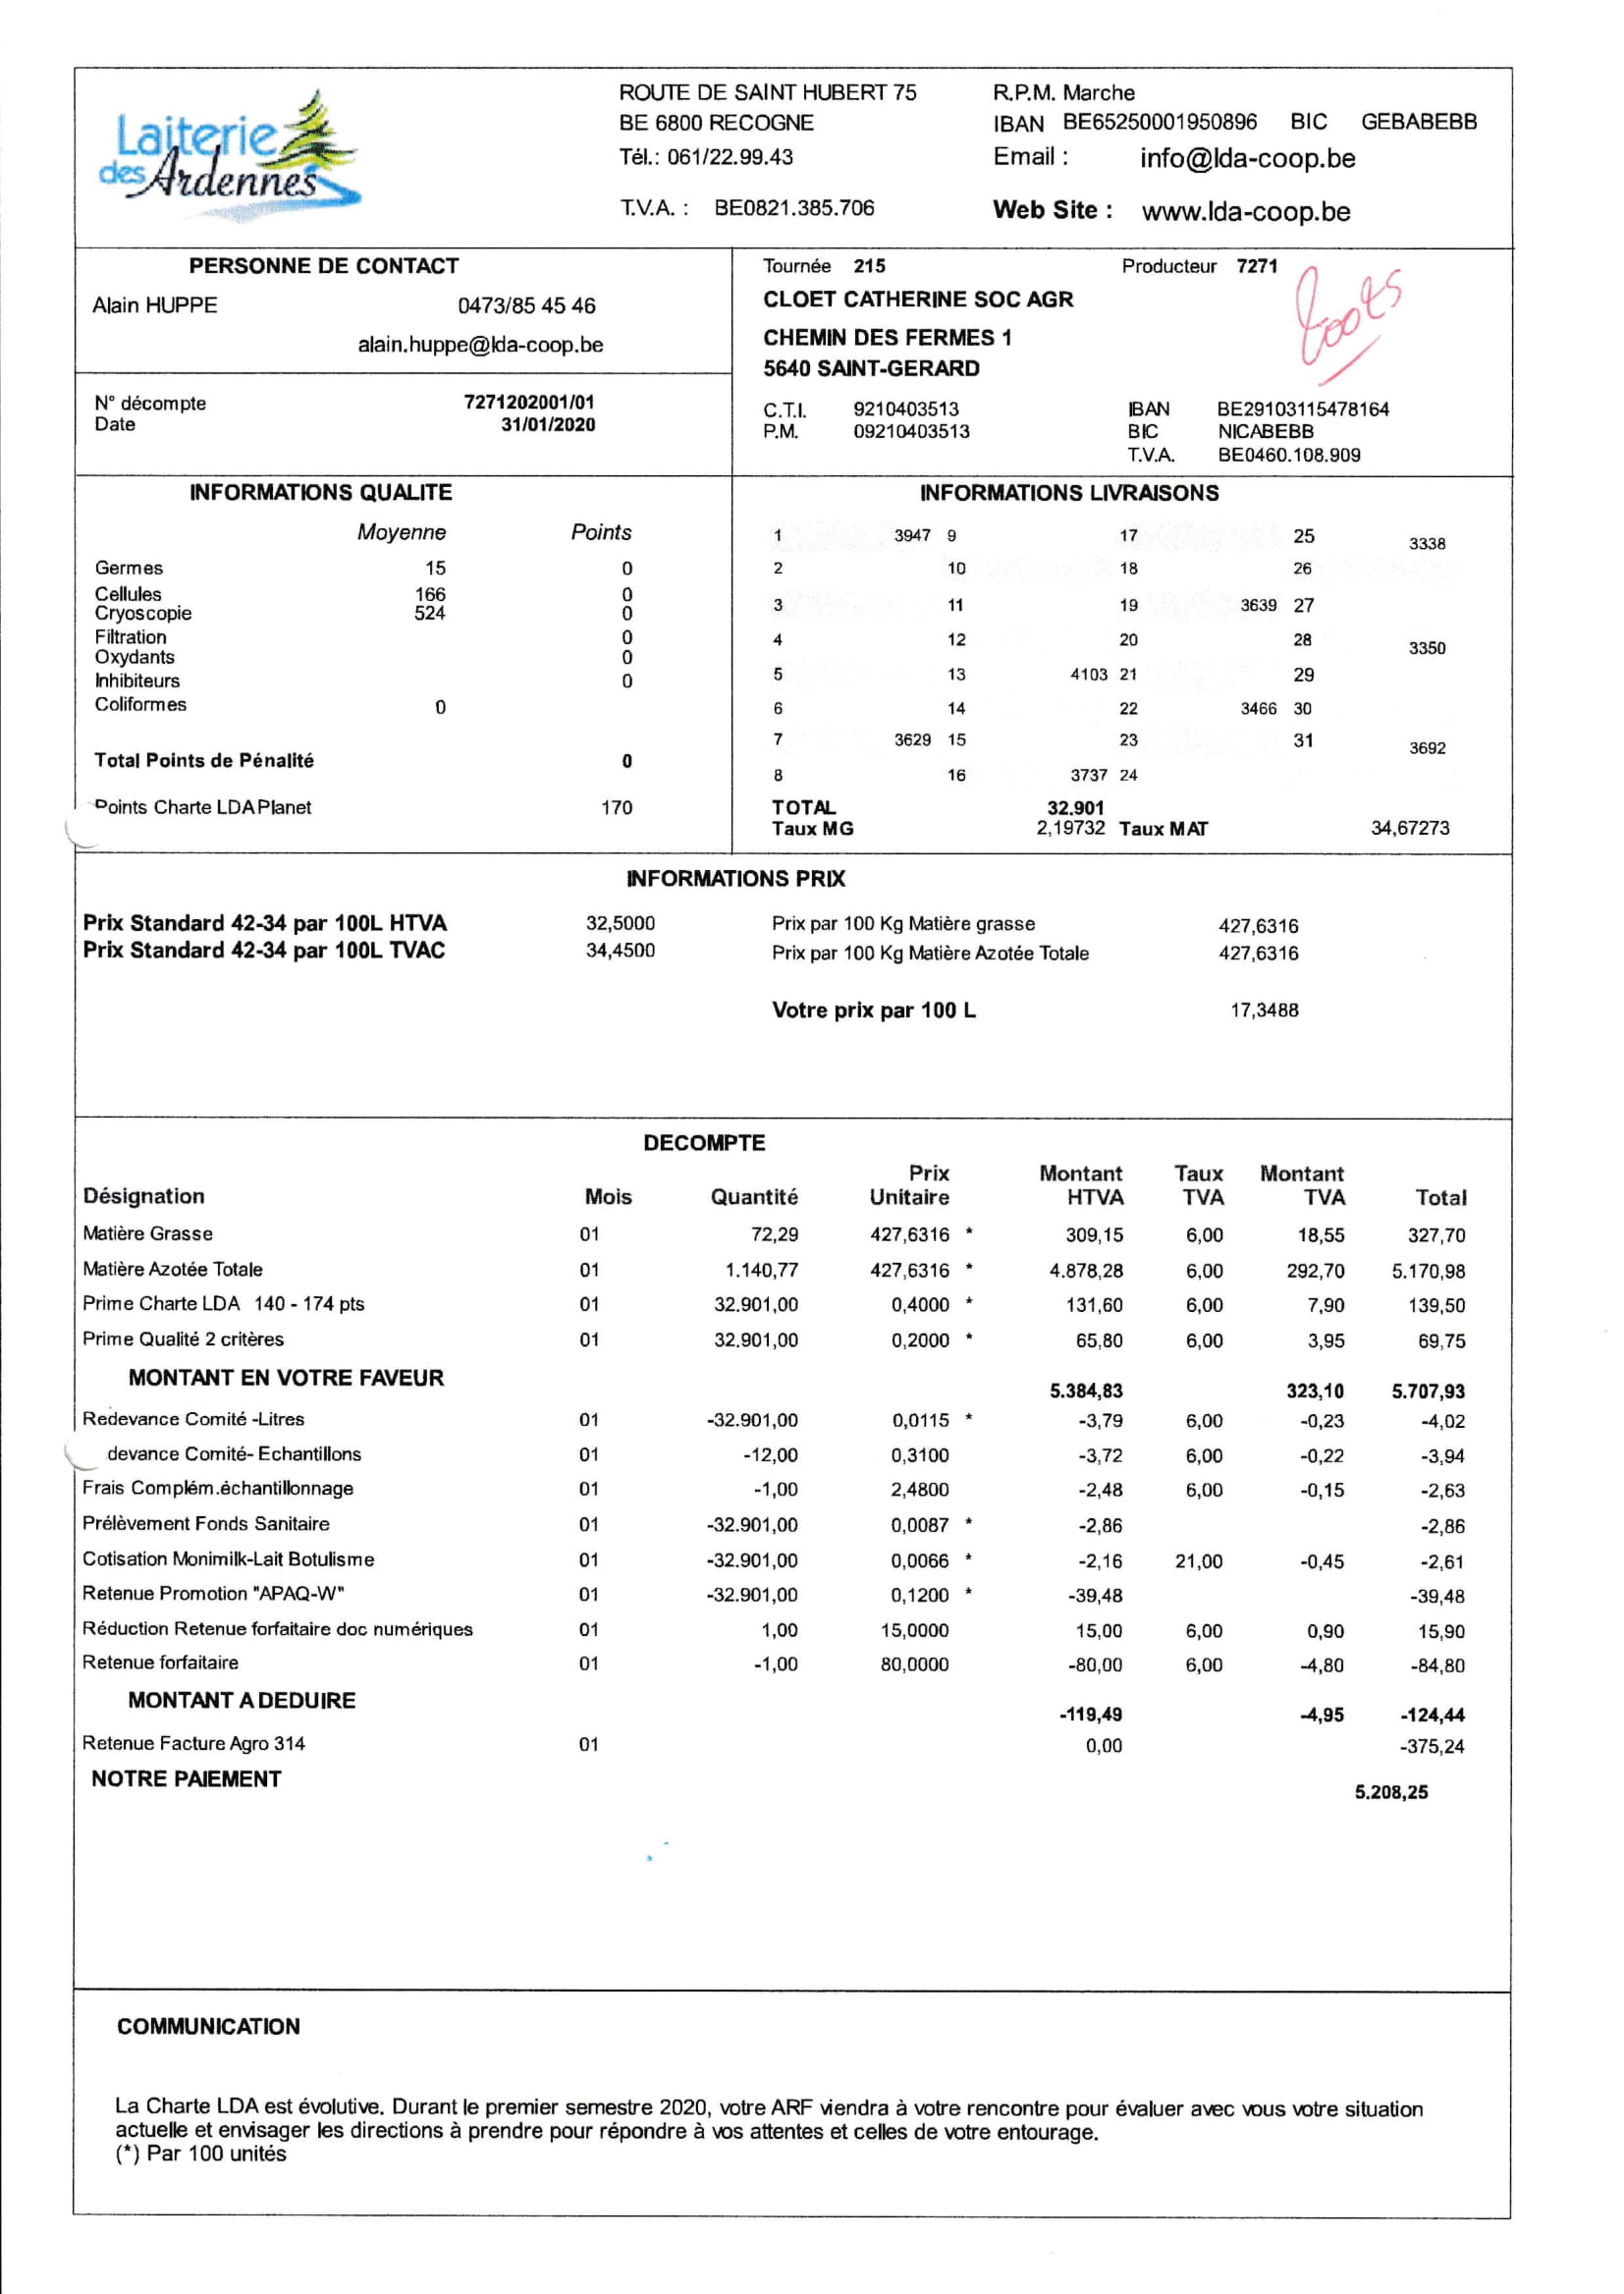 Laiterie
des Ardennes
ROUTE DE SAINT HUBERT 75
BE 6800 RECOGNE
Tél.: 061/22.99.43
T.V.A. : BE0821.385.706
R.P.M. Marche
IBAN BE65250001950896 BIC GEBABEBB
Email : info@lda-coop.be
Web Site : www.lda-coop.be
PERSONNE DE CONTACT
Alain HUPPE 0473/85 45 46
alain.huppe@lda-coop.be
N° décompte 7271202001/01
Date 31/01/2020
Tournée 215 Producteur 7271
CLOET CATHERINE SOC AGR
CHEMIN DES FERMES 1
5640 SAINT-GERARD
C.T.I. 9210403513 IBAN BE29103115478164
P.M. 09210403513 BIC NICABEBB
T.V.A. BE0460.108.909
INFORMATIONS QUALITE
Moyenne Points
Germes 15 0
Cellules 166 0
Cryoscopie 524 0
Filtration 0
Oxydants 0
Inhibiteurs 0
Coliformes 0
Total Points de Pénalité 0
Points Charte LDA Planet 170
INFORMATIONS LIVRAISONS
1 3947 9 17 25 3338
2 10 18 26
3 11 19 3639 27
4 12 20 28 3350
5 13 4103 21 29
6 14 22 3466 30
7 3629 15 23 31 3692
8 16 3737 24
TOTAL 32.901
Taux MG 2,19732 Taux MAT 34,67273
INFORMATIONS PRIX
Prix Standard 42-34 par 100L HTVA 32,5000 Prix par 100 Kg Matière grasse 427,6316
Prix Standard 42-34 par 100L TVAC 34,4500 Prix par 100 Kg Matière Azotée Totale 427,6316
Votre prix par 100 L 17,3488
DECOMPTE
Prix Montant Taux Montant
Désignation Mois Quantité Unitaire HTVA TVA TVA Total
Matière Grasse 01 72,29 427,6316 * 309,15 6,00 18,55 327,70
Matière Azotée Totale 01 1.140,77 427,6316 * 4.878,28 6,00 292,70 5.170,98
Prime Charte LDA 140 - 174 pts 01 32.901,00 0,4000 * 131,60 6,00 7,90 139,50
Prime Qualité 2 critères 01 32.901,00 0,2000 * 65,80 6,00 3,95 69,75
MONTANT EN VOTRE FAVEUR 5.384,83 323,10 5.707,93
Redevance Comité -Litres 01 -32.901,00 0,0115 * -3,79 6,00 -0,23 -4,02
devance Comité- Echantillons 01 -12,00 0,3100 -3,72 6,00 -0,22 -3,94
Frais Complém.échantillonnage 01 -1,00 2,4800 -2,48 6,00 -0,15 -2,63
Prélèvement Fonds Sanitaire 01 -32.901,00 0,0087 * -2,86 -2,86
Cotisation Monimilk-Lait Botulisme 01 -32.901,00 0,0066 * -2,16 21,00 -0,45 -2,61
Retenue Promotion "APAQ-W" 01 -32.901,00 0,1200 * -39,48 -39,48
Réduction Retenue forfaitaire doc numériques 01 1,00 15,0000 15,00 6,00 0,90 15,90
Retenue forfaitaire 01 -1,00 80,0000 -80,00 6,00 -4,80 -84,80
MONTANT A DEDUIRE -119,49 -4,95 -124,44
Retenue Facture Agro 314 01 0,00 -375,24
NOTRE PAIEMENT 5.208,25
COMMUNICATION
La Charte LDA est évolutive. Durant le premier semestre 2020, votre ARF viendra à votre rencontre pour évaluer avec vous votre situation
actuelle et envisager les directions à prendre pour répondre à vos attentes et celles de votre entourage.
(*) Par 100 unités